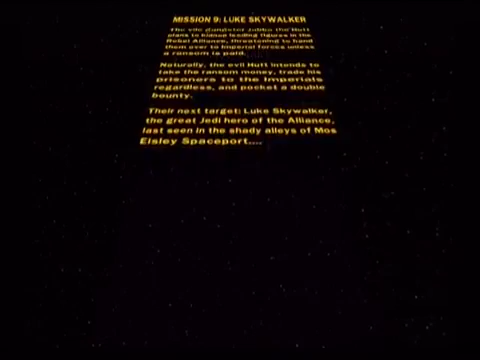 MISSION 9: LUKE SKYWALKER
The vile gangster Jabba the Hutt
plans to kidnap leading figures in the
Rebel Alliance, threatening to hand
them over to Imperial forces unless
a ransom is paid.
Naturally, the evil Hutt intends to
take the ransom money, trade his
prisoners to the Imperials
regardless, and pocket a double
bounty.
Their next target: Luke Skywalker,
the great Jedi hero of the Alliance,
last seen in the shady alleys of Mos
Eisley Spaceport....